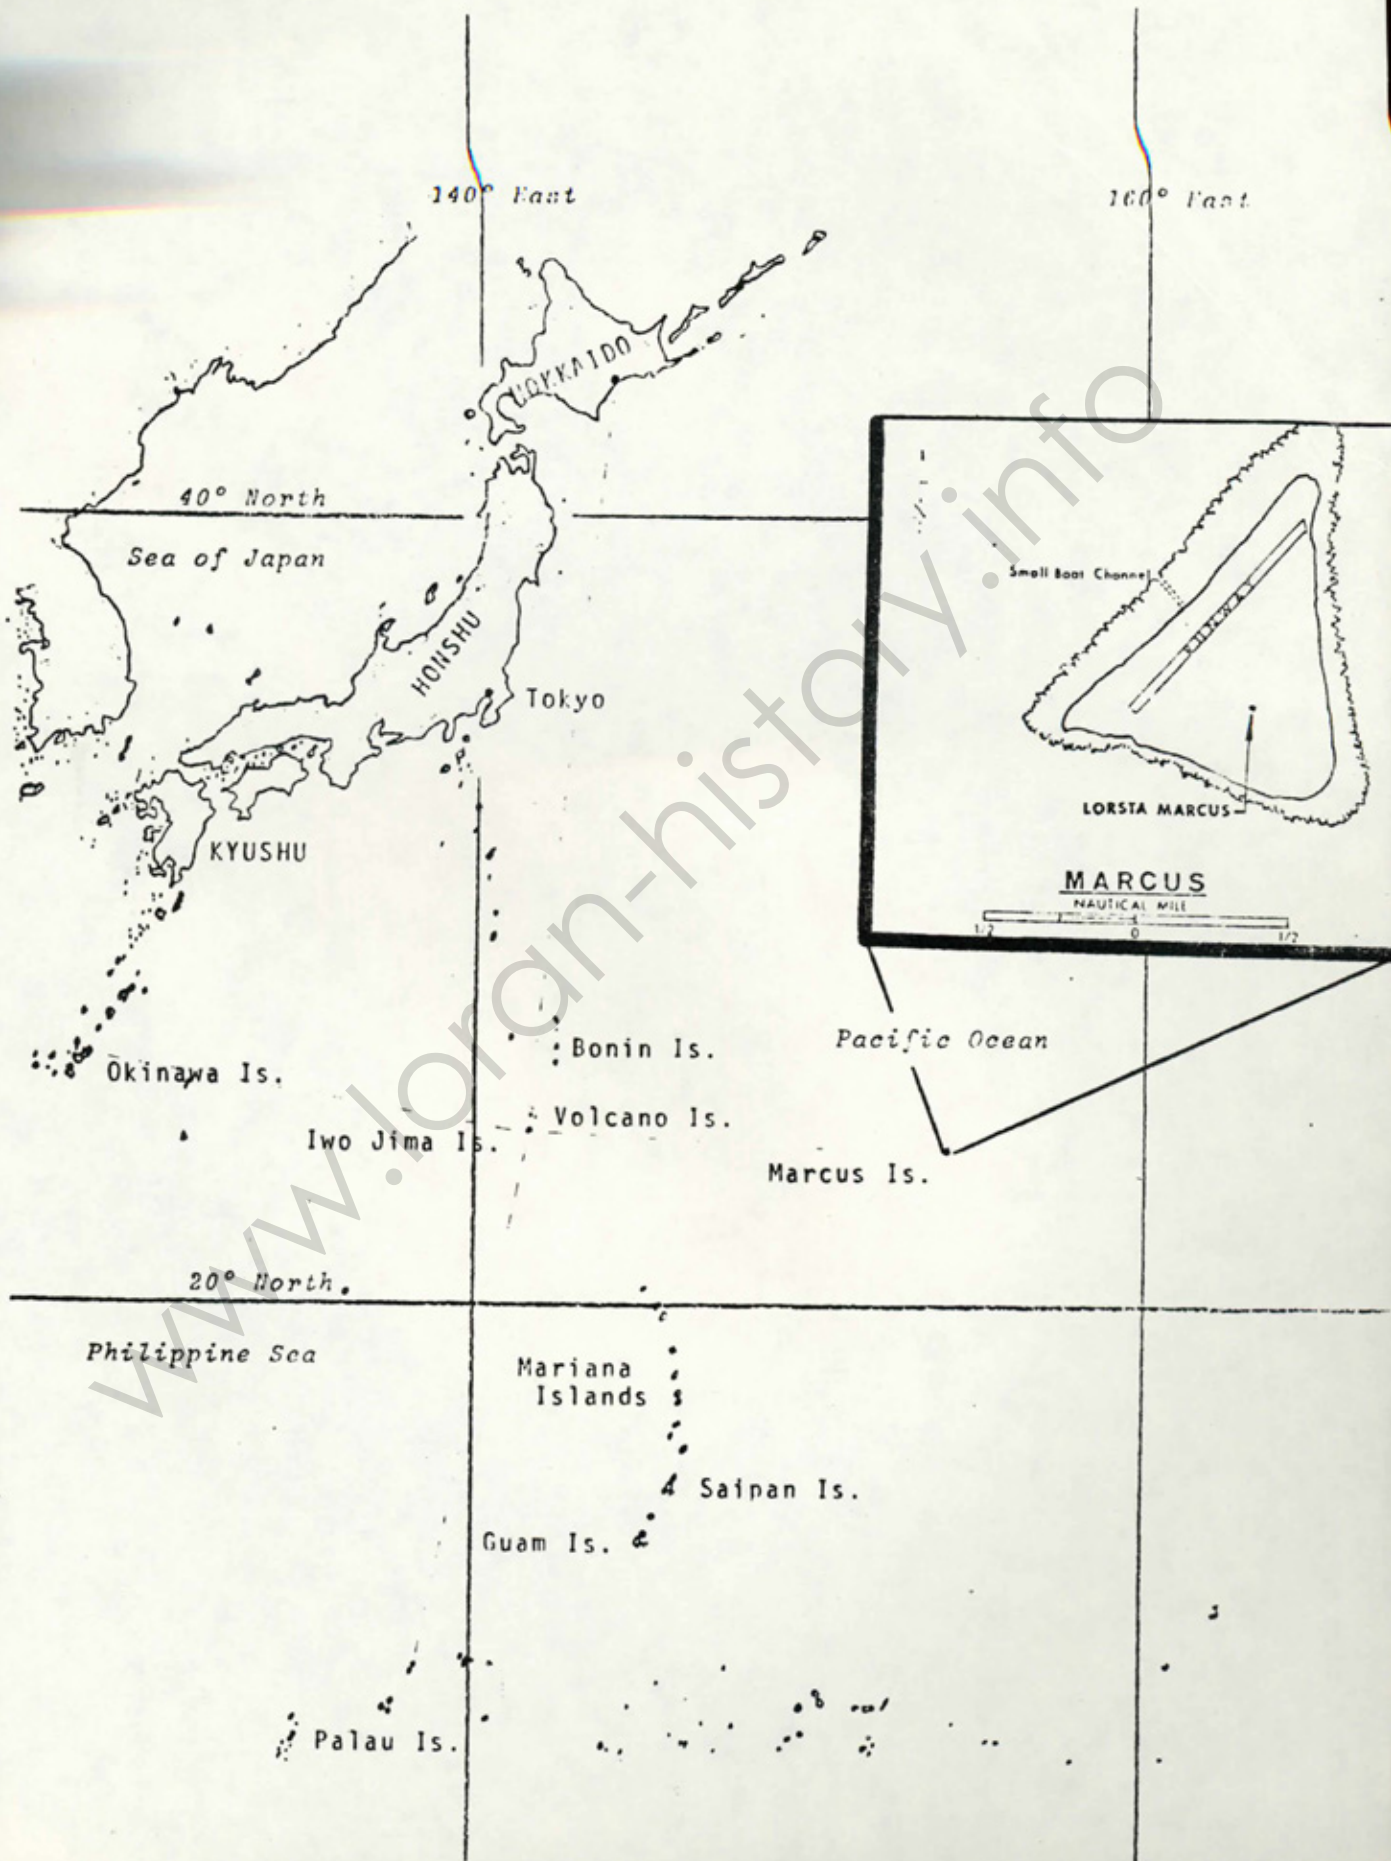 140° East
160° East
HOKKAIDO
40° North
Sea of Japan
HONSHU
Tokyo
KYUSHU
Small Boat Channel
RUNWAY
LORSTA MARCUS
MARCUS
NAUTICAL MILE
1/2 0 1/2
Pacific Ocean
Bonin Is.
Okinawa Is.
Volcano Is.
Iwo Jima Is.
Marcus Is.
20° North
Philippine Sea
Mariana
Islands
Saipan Is.
Guam Is.
Palau Is.
www.loran-history.info